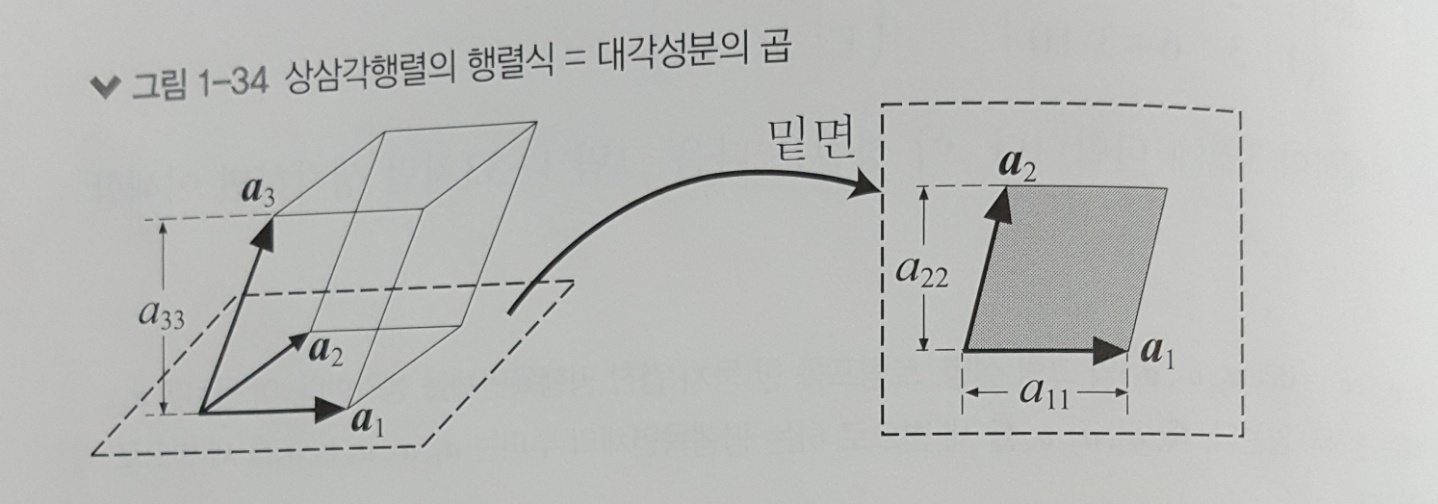 그림 1-34 상삼각행렬의 행렬식 = 대각성분의 곱
밑면
a₃
a₃₃
a₂
a₁
a₂
a₂₂
a₁
a₁₁